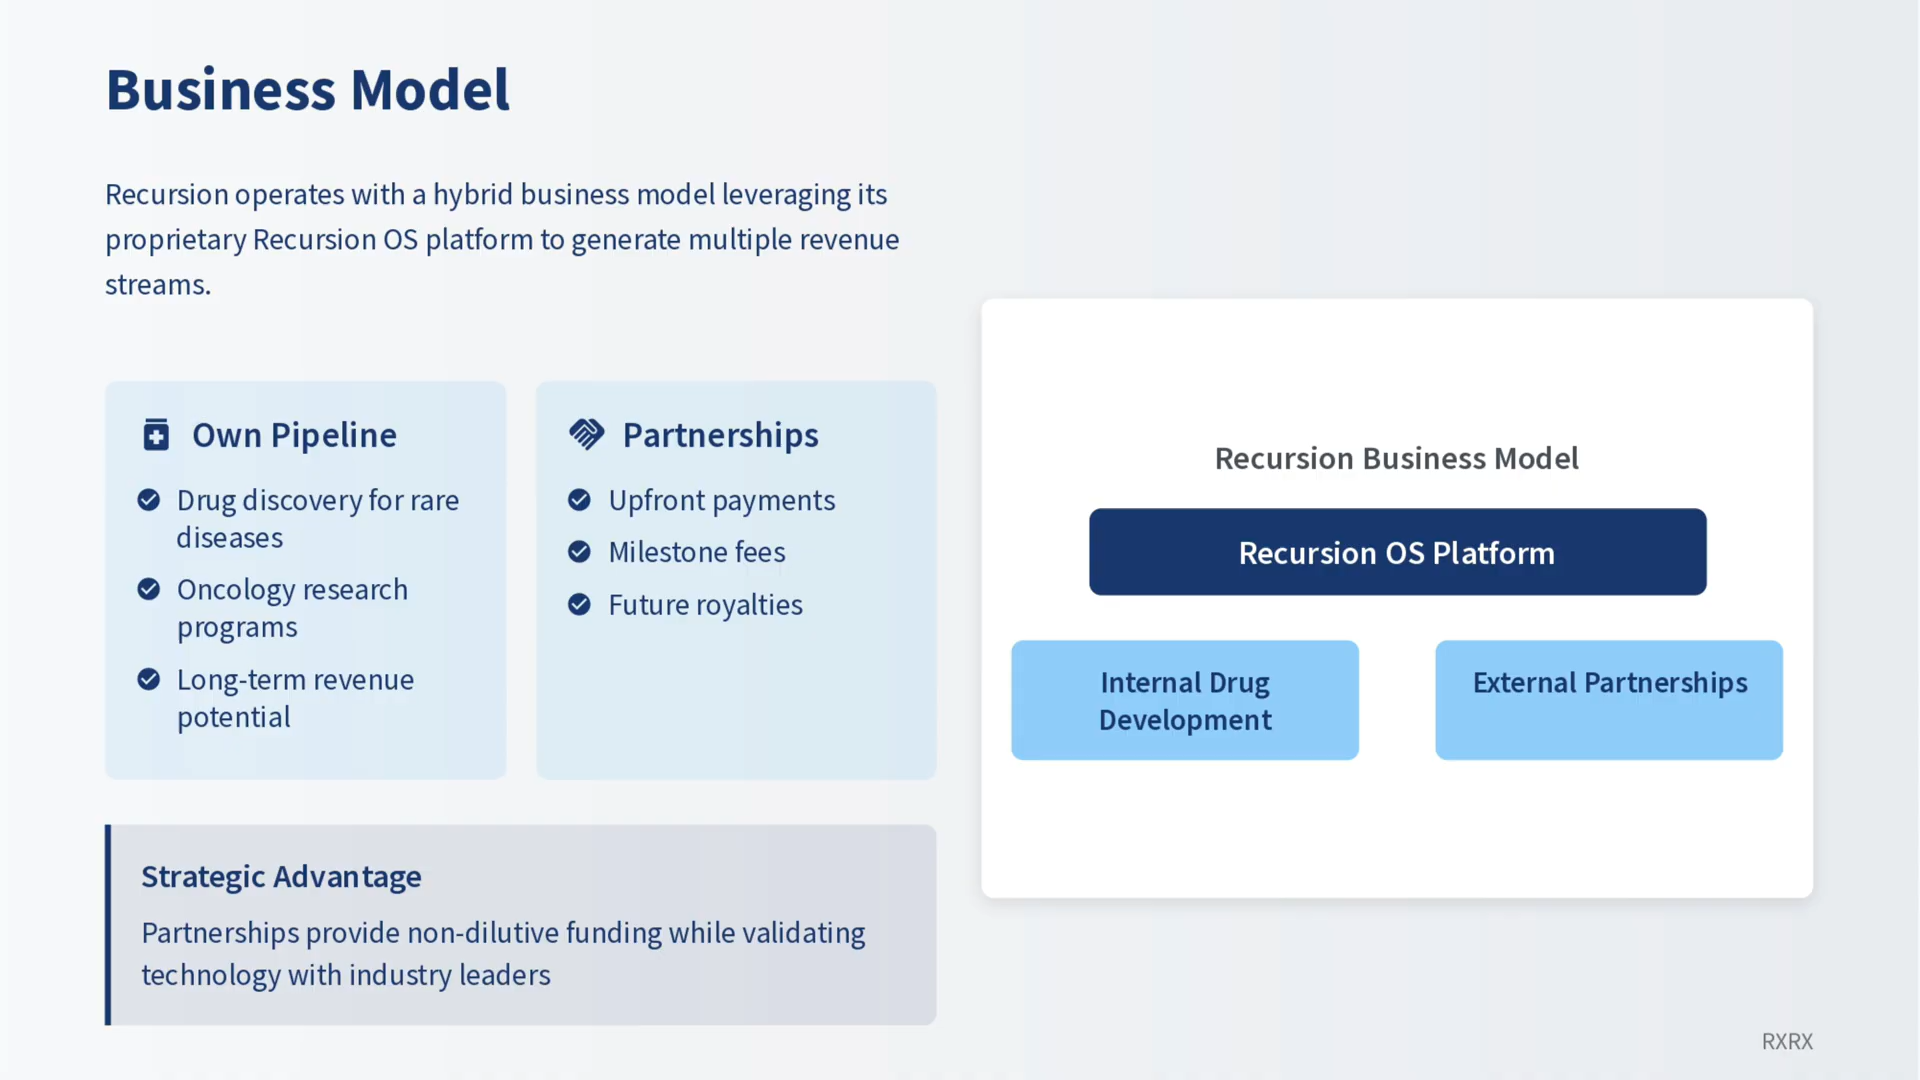 Business Model
Recursion operates with a hybrid business model leveraging its
proprietary Recursion OS platform to generate multiple revenue
streams.
Own Pipeline
Drug discovery for rare
diseases
Oncology research
programs
Long-term revenue
potential
Partnerships
Upfront payments
Milestone fees
Future royalties
Strategic Advantage
Partnerships provide non-dilutive funding while validating
technology with industry leaders
Recursion Business Model
Recursion OS Platform
Internal Drug
Development
External Partnerships
RXRX